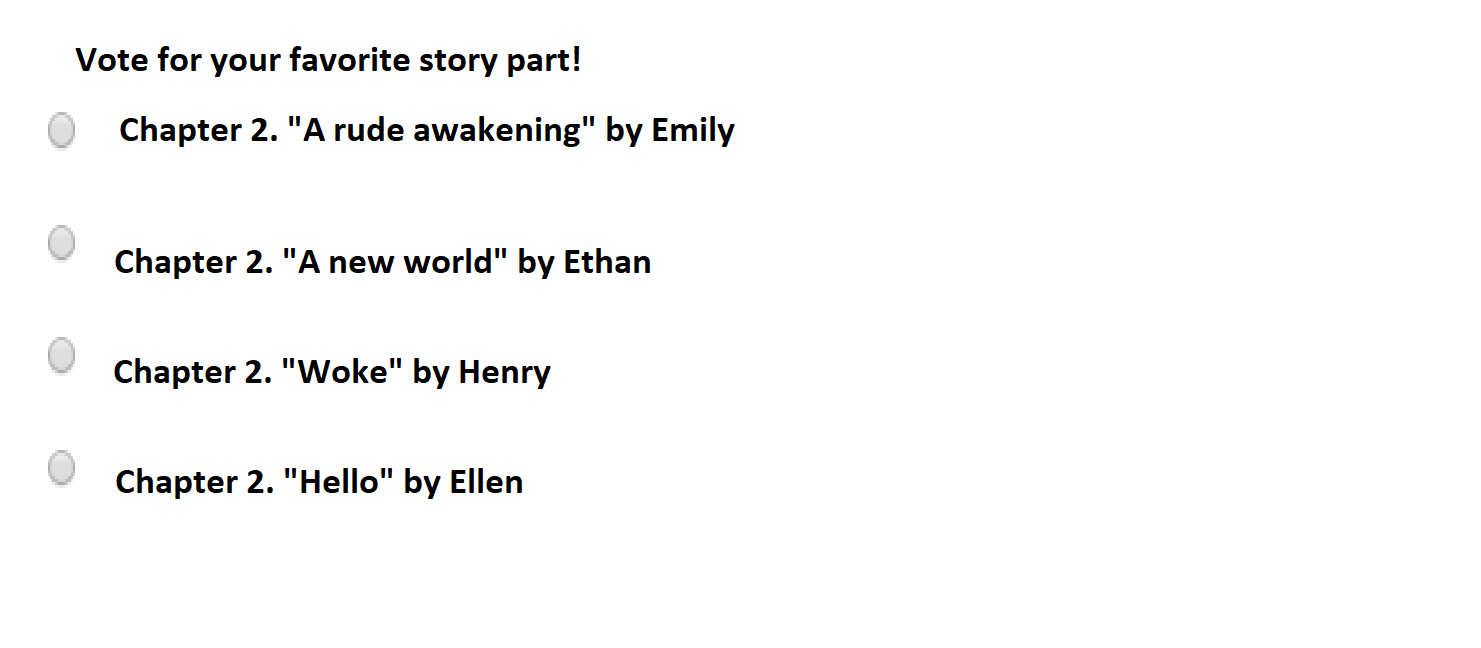 Vote for your favorite story part!
Chapter 2. "A rude awakening" by Emily
Chapter 2. "A new world" by Ethan
Chapter 2. "Woke" by Henry
Chapter 2. "Hello" by Ellen